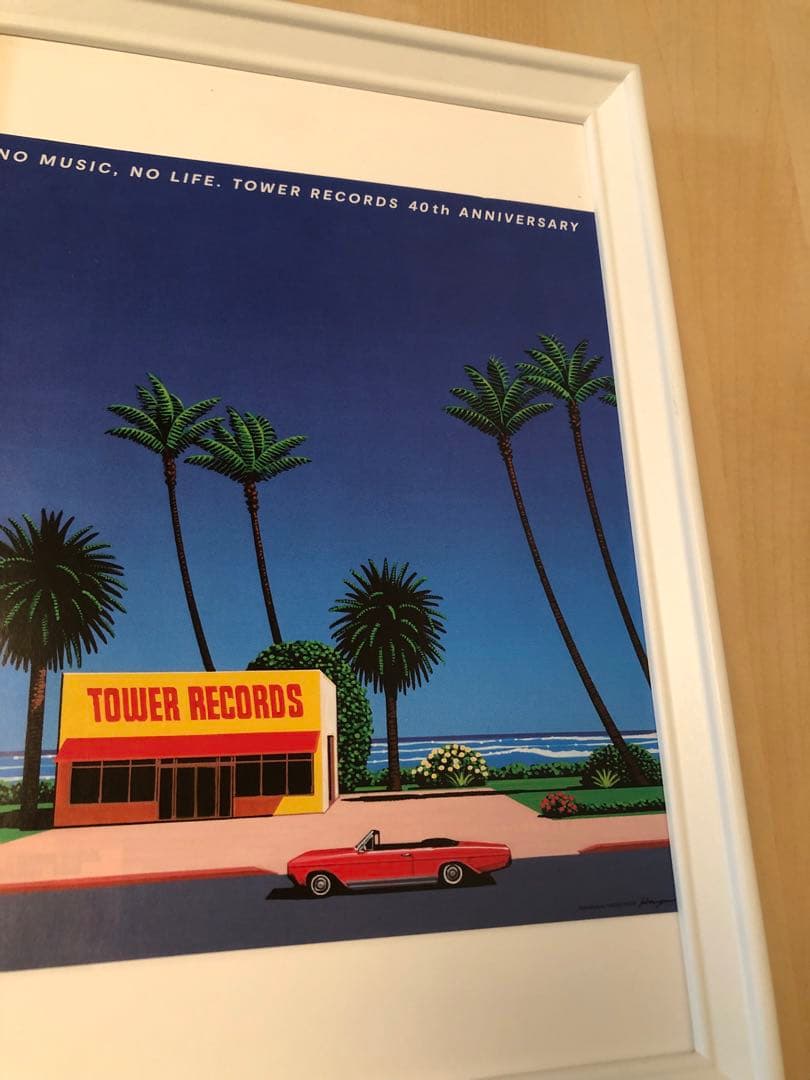 NO MUSIC, NO LIFE. TOWER RECORDS 40th ANNIVERSARY
TOWER RECORDS